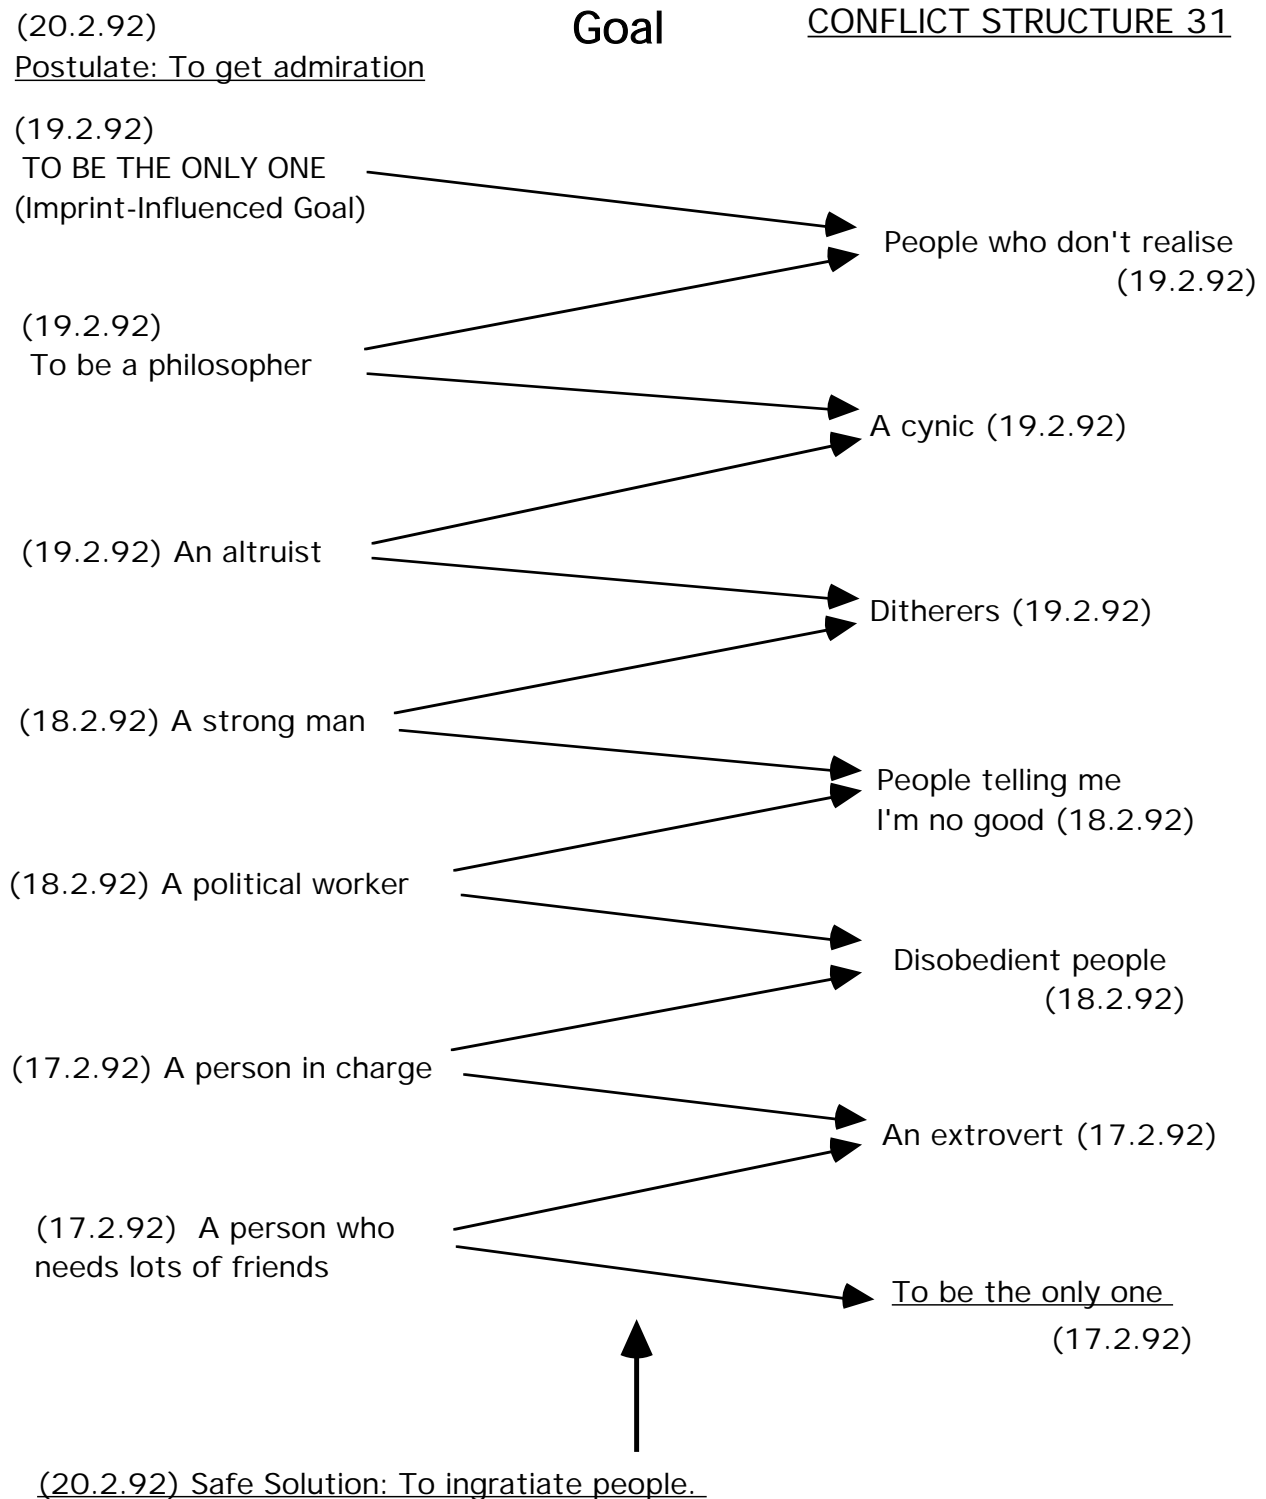 (20.2.92)
Goal
CONFLICT STRUCTURE 31
Postulate: To get admiration
(19.2.92)
TO BE THE ONLY ONE
(Imprint-Influenced Goal)
People who don't realise
(19.2.92)
(19.2.92)
To be a philosopher
A cynic (19.2.92)
(19.2.92) An altruist
Ditherers (19.2.92)
(18.2.92) A strong man
People telling me
I'm no good (18.2.92)
(18.2.92) A political worker
Disobedient people
(18.2.92)
(17.2.92) A person in charge
An extrovert (17.2.92)
(17.2.92) A person who
needs lots of friends
To be the only one
(17.2.92)
(20.2.92) Safe Solution: To ingratiate people.